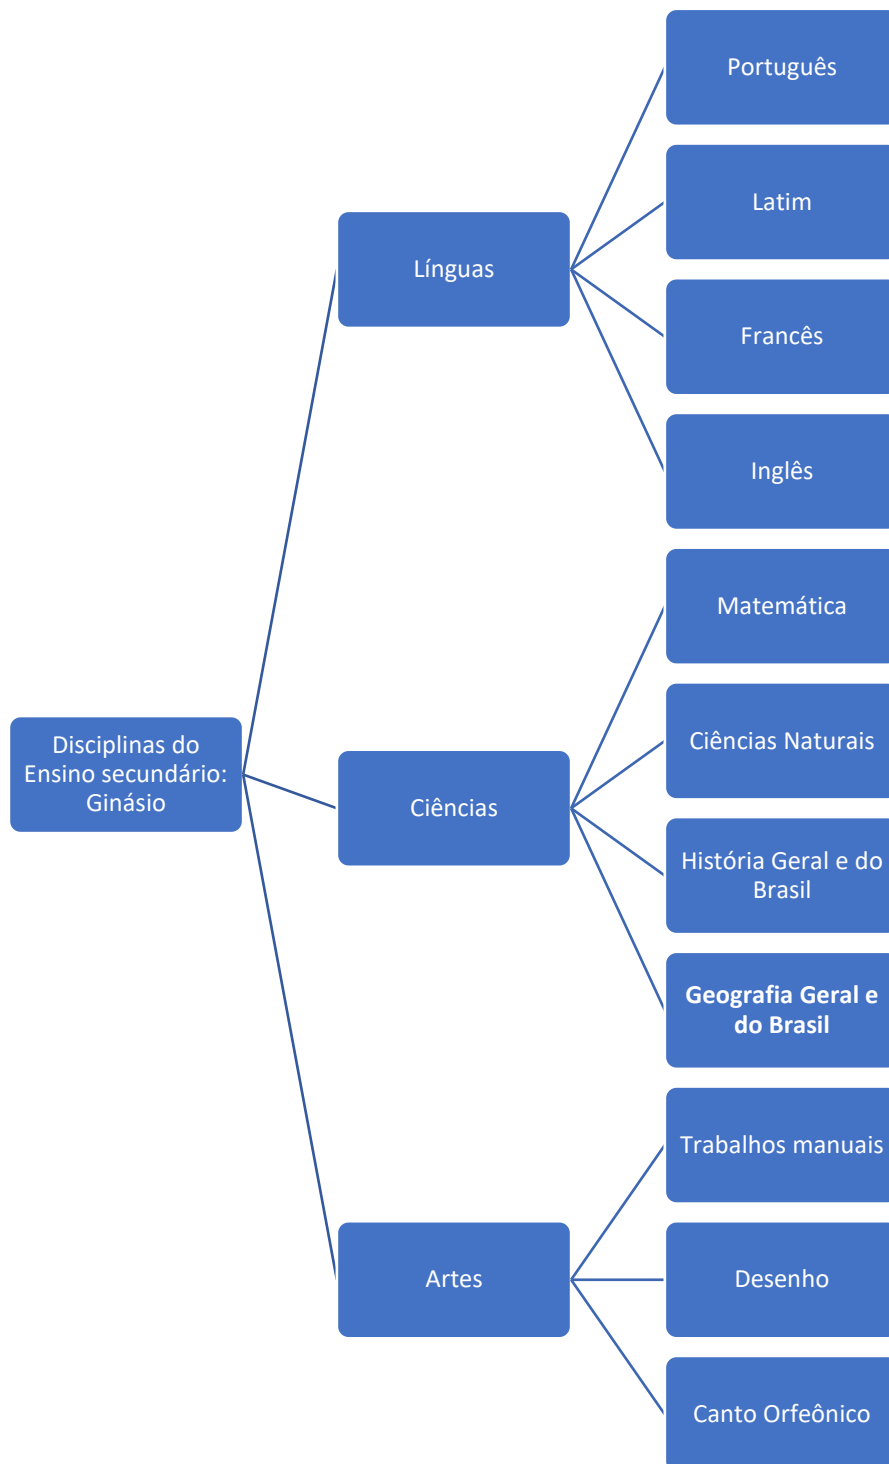 Disciplinas do
Ensino secundário:
Ginásio
Línguas
Português
Latim
Francês
Inglês
Ciências
Matemática
Ciências Naturais
História Geral e do
Brasil
Geografia Geral e
do Brasil
Artes
Trabalhos manuais
Desenho
Canto Orfeônico